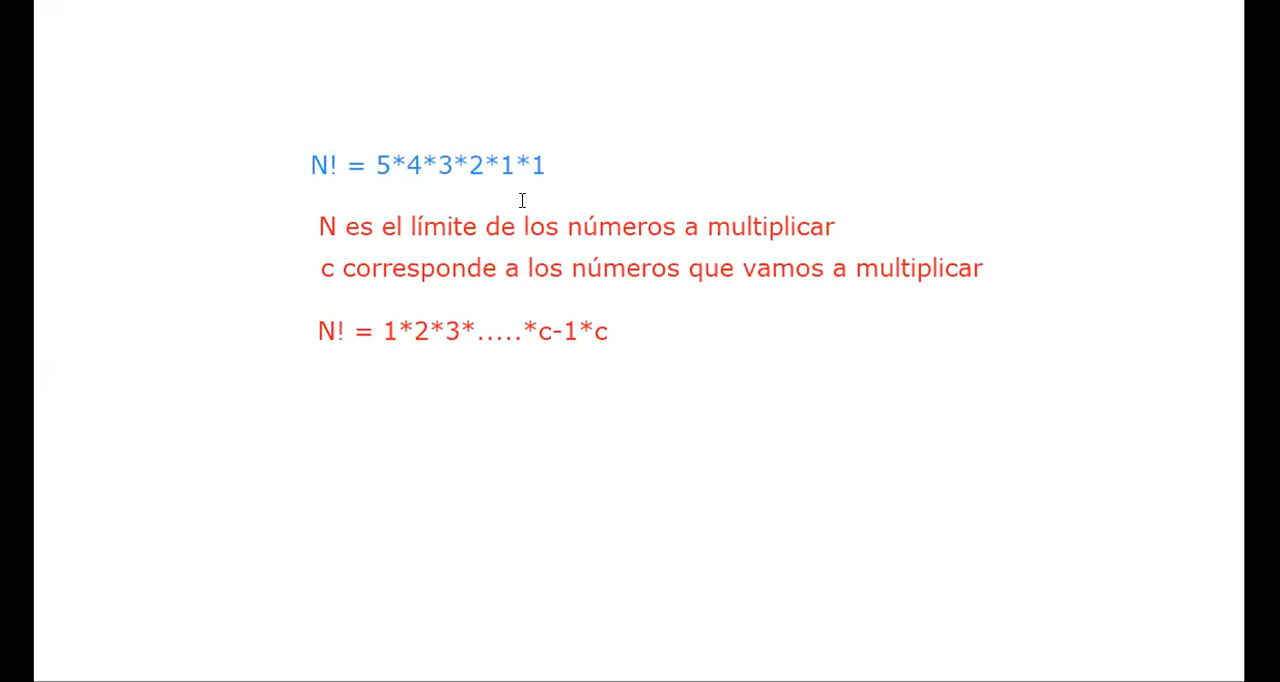 N! = 5*4*3*2*1*1
N es el límite de los números a multiplicar
c corresponde a los números que vamos a multiplicar
N! = 1*2*3*.....*c-1*c